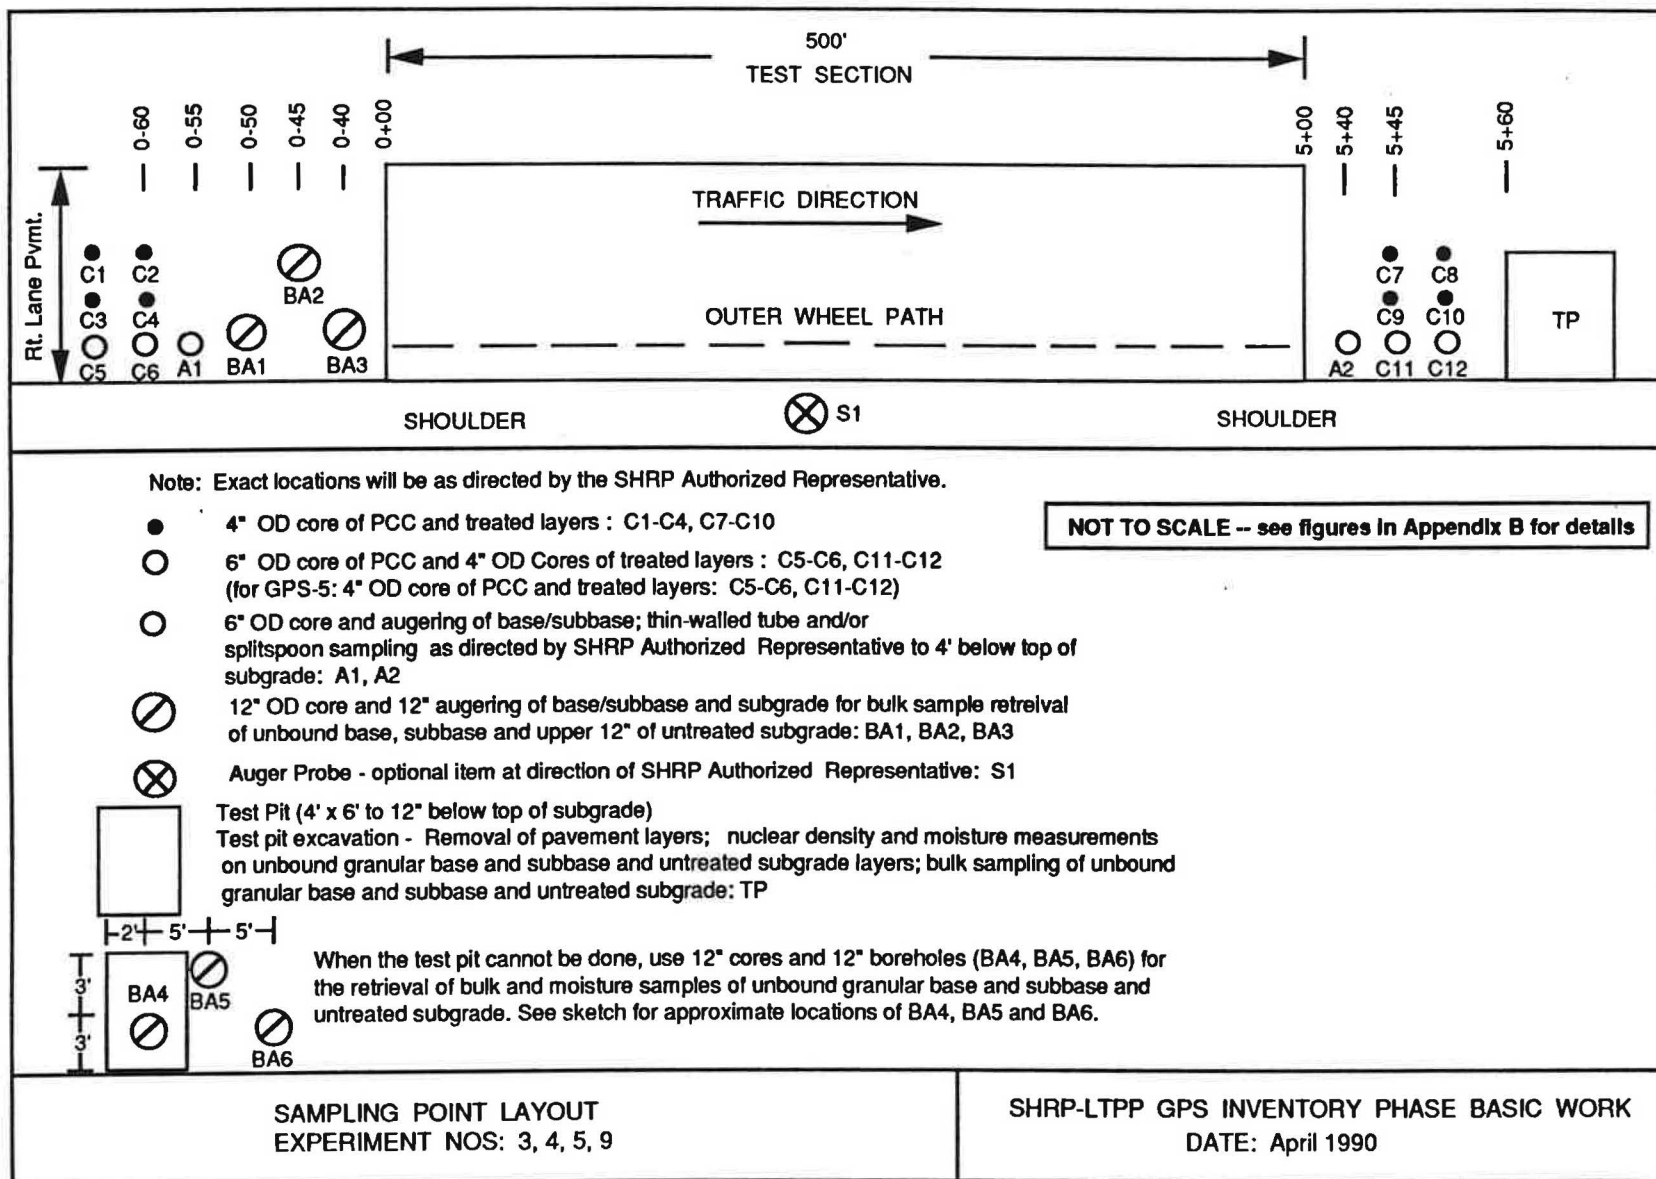 500'
TEST SECTION
0-60
0-55
0-50
0-45
0-40
0+00
5+00
5+40
5+45
5+60
Rt. Lane Pvmt.
TRAFFIC DIRECTION
C1 C2
BA2
C7 C8
C3 C4
OUTER WHEEL PATH
C9 C10
TP
C5 C6 A1 BA1 BA3
A2 C11 C12
SHOULDER
S1
SHOULDER
Note: Exact locations will be as directed by the SHRP Authorized Representative.
4" OD core of PCC and treated layers : C1-C4, C7-C10
NOT TO SCALE -- see figures in Appendix B for details
6" OD core of PCC and 4" OD Cores of treated layers : C5-C6, C11-C12
(for GPS-5: 4" OD core of PCC and treated layers: C5-C6, C11-C12)
6" OD core and augering of base/subbase; thin-walled tube and/or
splitspoon sampling as directed by SHRP Authorized Representative to 4' below top of
subgrade: A1, A2
12" OD core and 12" augering of base/subbase and subgrade for bulk sample retreival
of unbound base, subbase and upper 12" of untreated subgrade: BA1, BA2, BA3
Auger Probe - optional item at direction of SHRP Authorized Representative: S1
Test Pit (4' x 6' to 12" below top of subgrade)
Test pit excavation - Removal of pavement layers; nuclear density and moisture measurements
on unbound granular base and subbase and untreated subgrade layers; bulk sampling of unbound
granular base and subbase and untreated subgrade: TP
2' 5' 5'
When the test pit cannot be done, use 12" cores and 12" boreholes (BA4, BA5, BA6) for
the retrieval of bulk and moisture samples of unbound granular base and subbase and
untreated subgrade. See sketch for approximate locations of BA4, BA5 and BA6.
3'
BA4
BA5
3'
BA6
SAMPLING POINT LAYOUT
EXPERIMENT NOS: 3, 4, 5, 9
SHRP-LTPP GPS INVENTORY PHASE BASIC WORK
DATE: April 1990